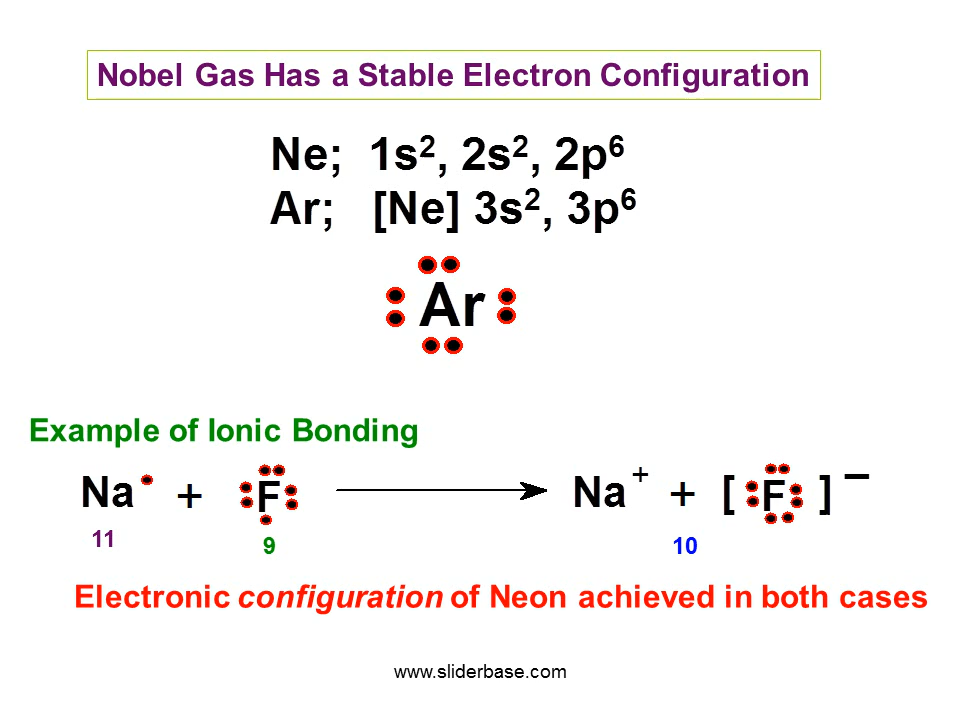 Nobel Gas Has a Stable Electron Configuration
Ne; 1s², 2s², 2p⁶
Ar; [Ne] 3s², 3p⁶
Ar
Example of Ionic Bonding
Na + F Na⁺ + [ F ]⁻
11 9 10
Electronic configuration of Neon achieved in both cases
www.sliderbase.com